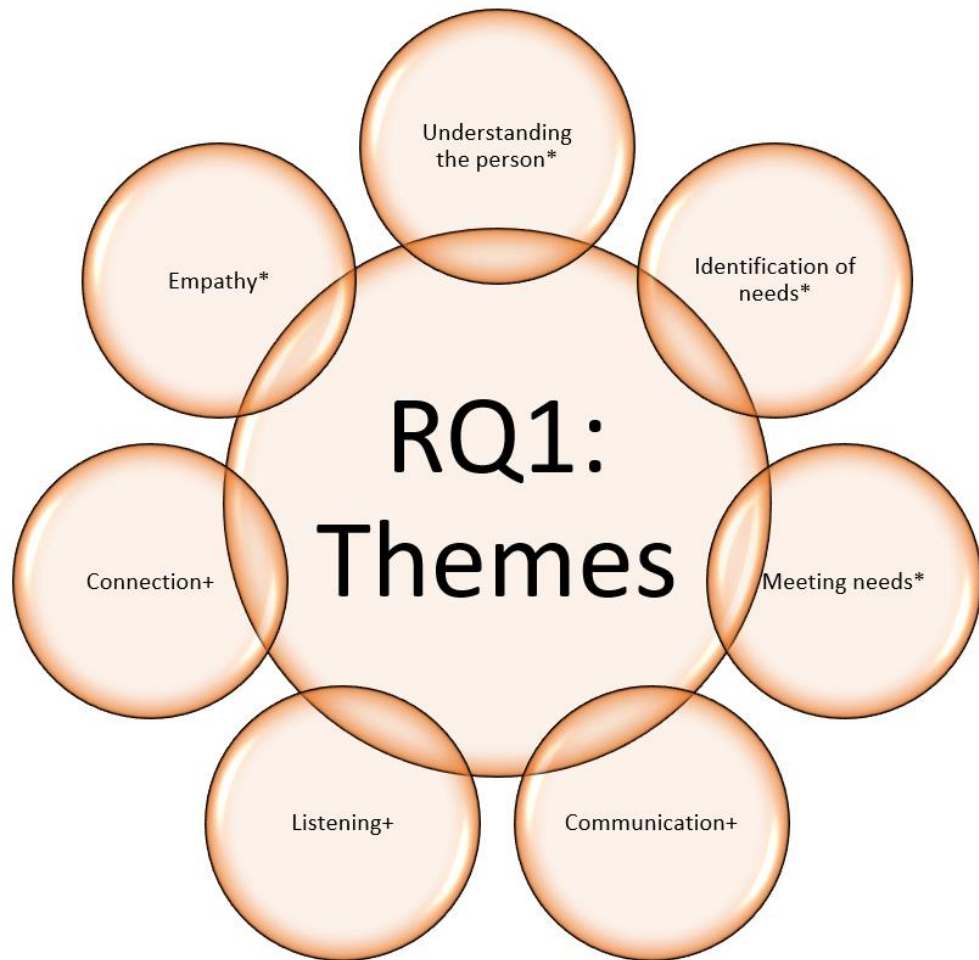 Understanding
the person*
Identification of
needs*
Meeting needs*
Communication+
Listening+
Connection+
Empathy*
RQ1:
Themes